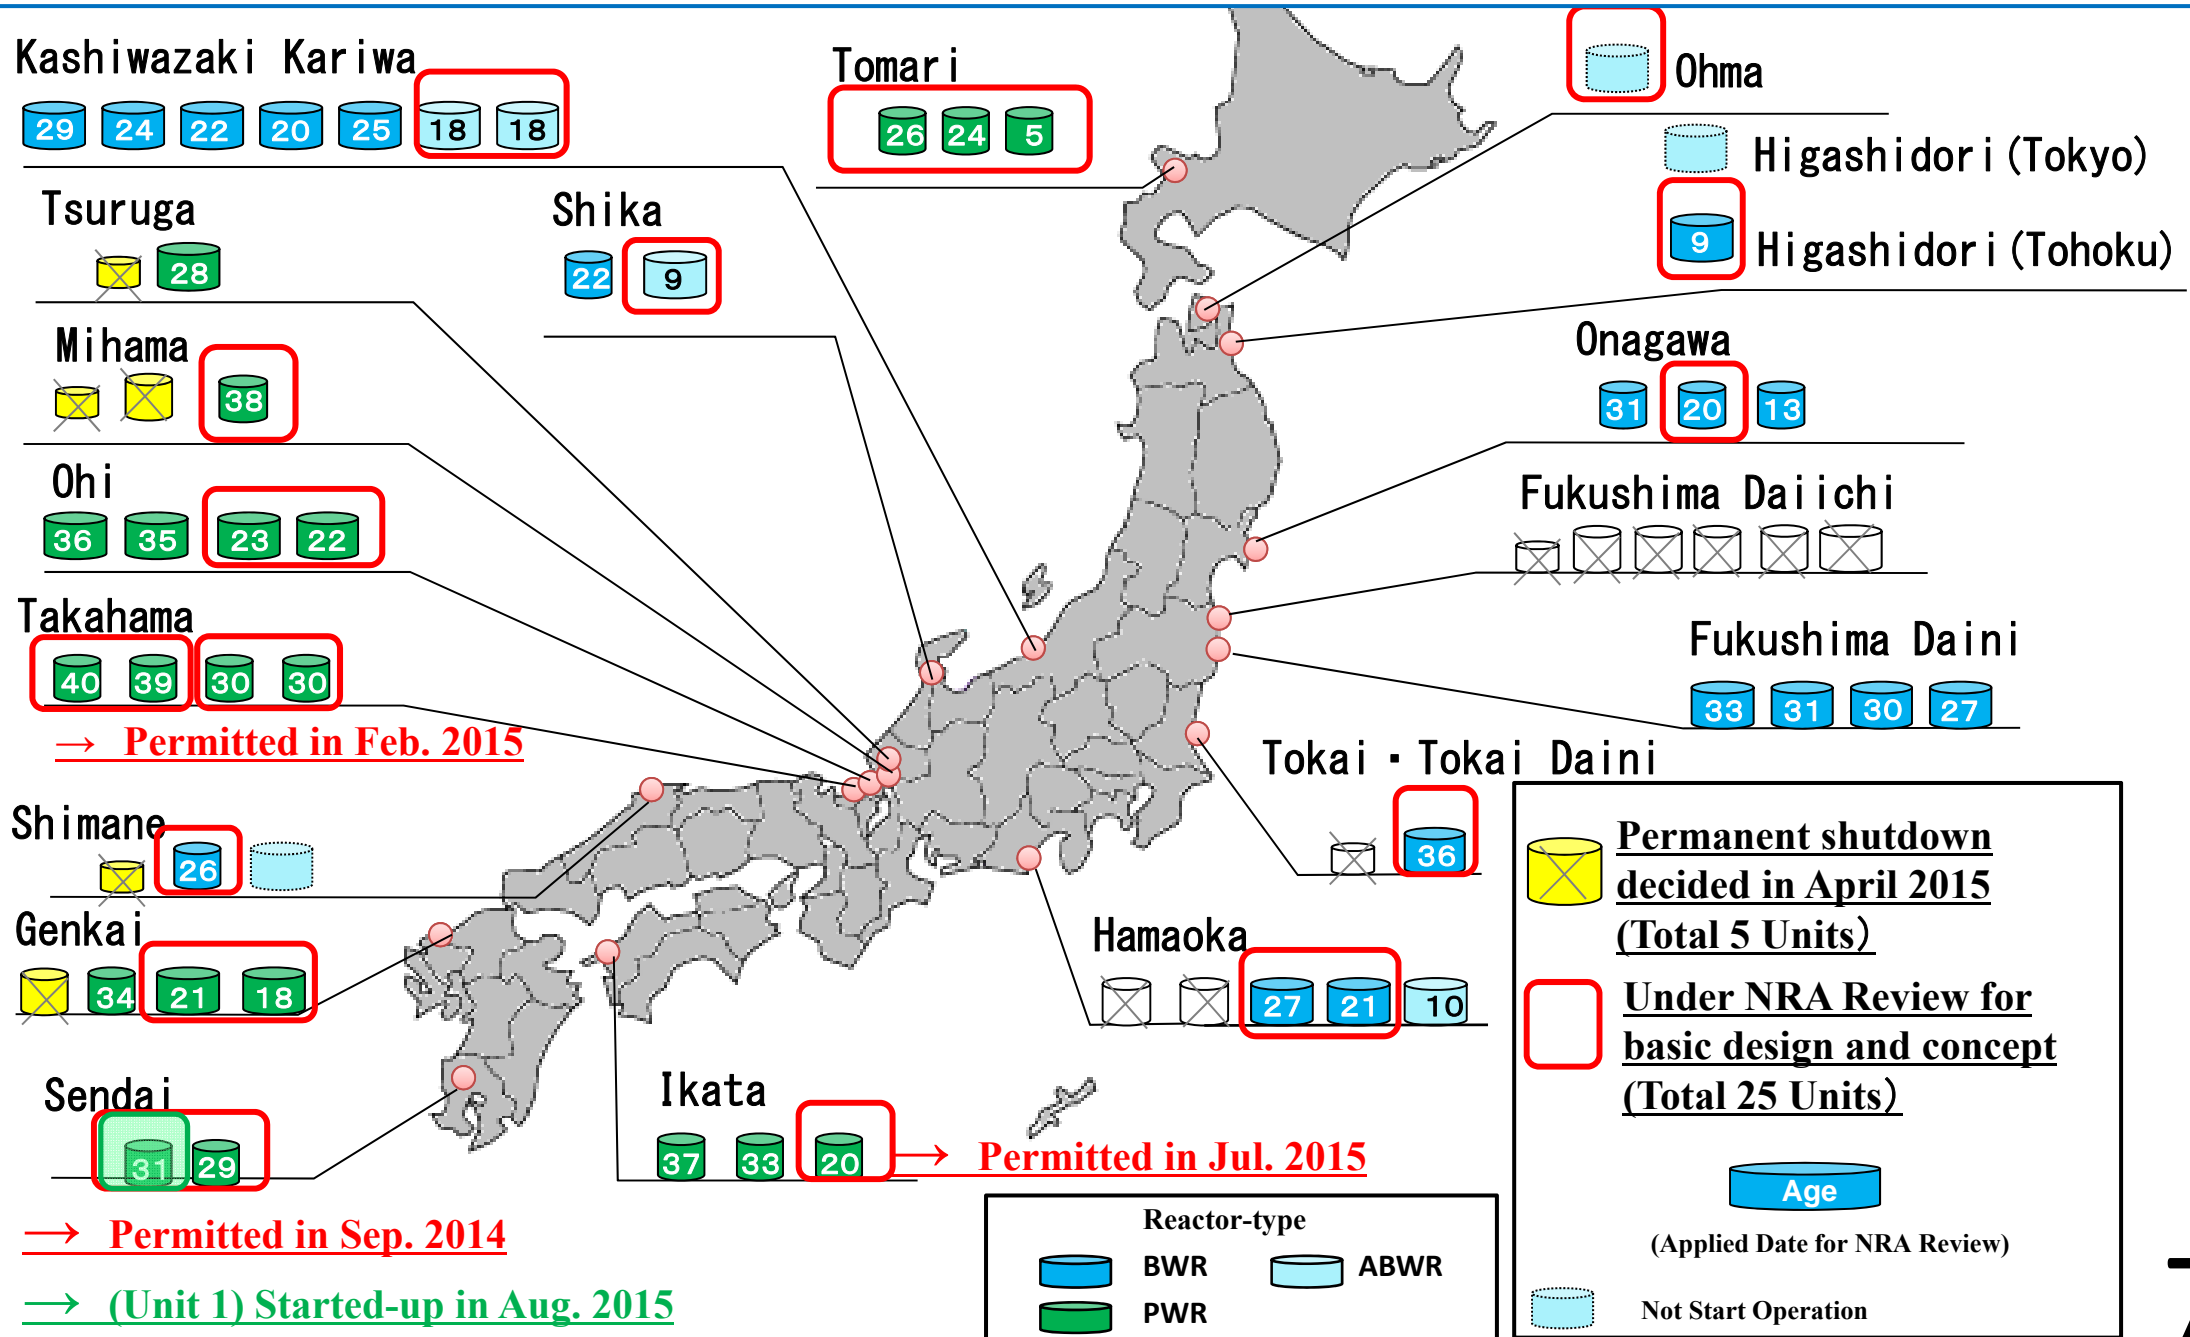 Kashiwazaki Kariwa
29 24 22 20 25 18 18
Tomari
26 24 5
Ohma
Higashidori(Tokyo)
9 Higashidori(Tohoku)
Tsuruga
28
Shika
22 9
Mihama
38
Onagawa
31 20 13
Ohi
36 35 23 22
Fukushima Daiichi
Takahama
40 39 30 30
→ Permitted in Feb. 2015
Fukushima Daini
33 31 30 27
Tokai・Tokai Daini
36
Shimane
26
Genkai
34 21 18
Hamaoka
27 21 10
Sendai
31 29
→ Permitted in Sep. 2014
→ (Unit 1) Started-up in Aug. 2015
Ikata
37 33 20
→ Permitted in Jul. 2015
Reactor-type
BWR ABWR
PWR
Permanent shutdown
decided in April 2015
(Total 5 Units）
Under NRA Review for
basic design and concept
(Total 25 Units）
Age
(Applied Date for NRA Review)
Not Start Operation